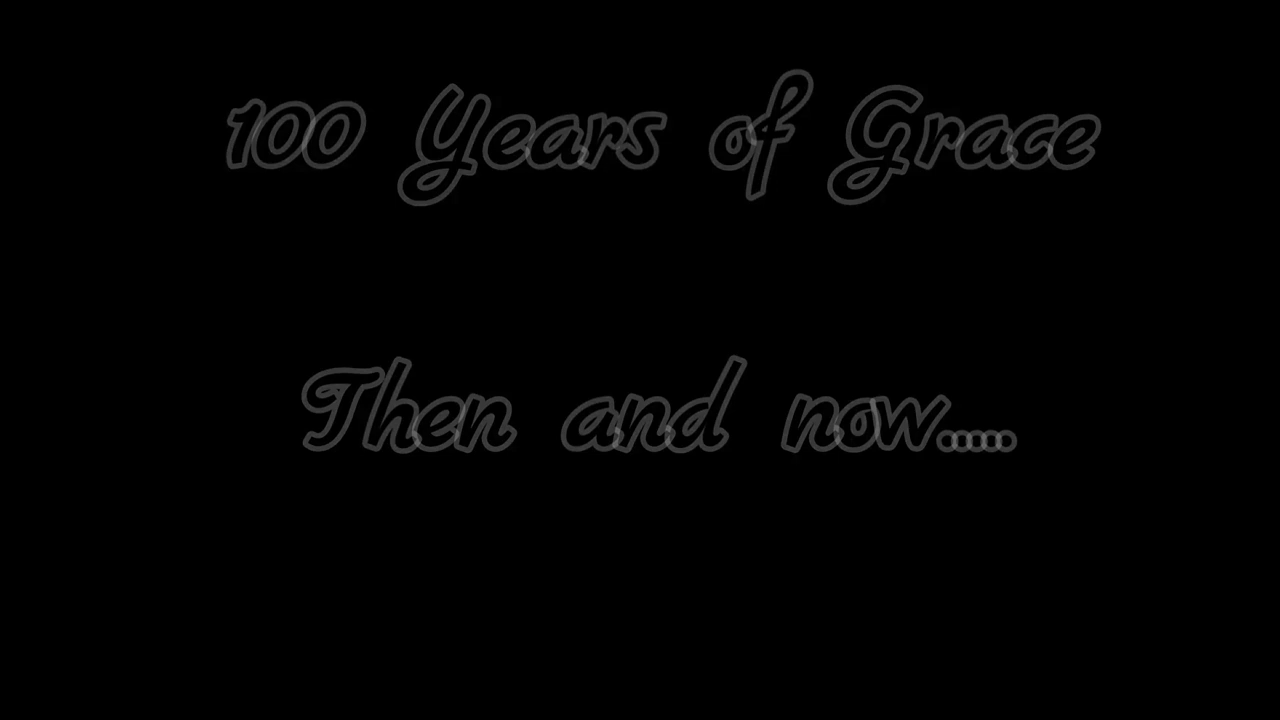 100 Years of Grace
Then and now.....